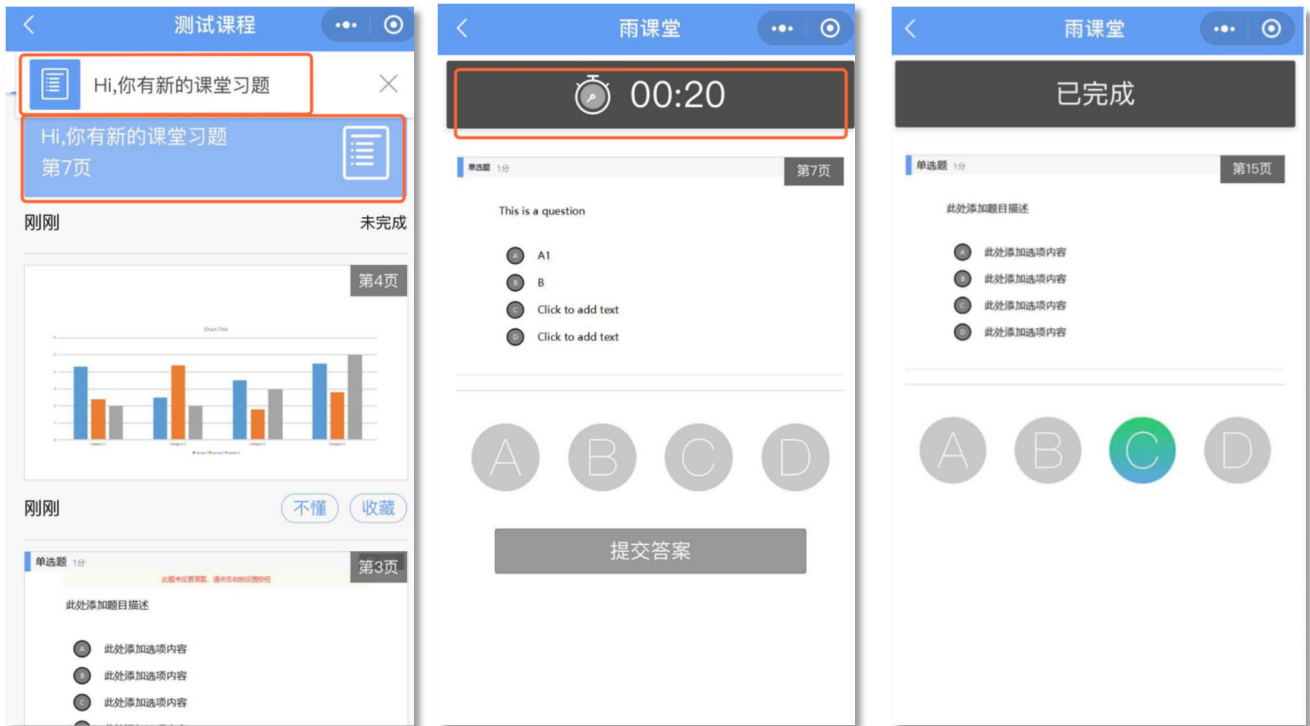 测试课程
Hi,你有新的课堂习题
Hi,你有新的课堂习题
第7页
刚刚
未完成
第4页
Chart Title
刚刚
不懂
收藏
单选题 1分
第3页
此处添加题目描述
A 此处添加选项内容
B 此处添加选项内容
C 此处添加选项内容
雨课堂
00:20
单选题 1分
第7页
This is a question
A A1
B B
C Click to add text
D Click to add text
A B C D
提交答案
雨课堂
已完成
单选题 1分
第15页
此处添加题目描述
A 此处添加选项内容
B 此处添加选项内容
C 此处添加选项内容
D 此处添加选项内容
A B C D